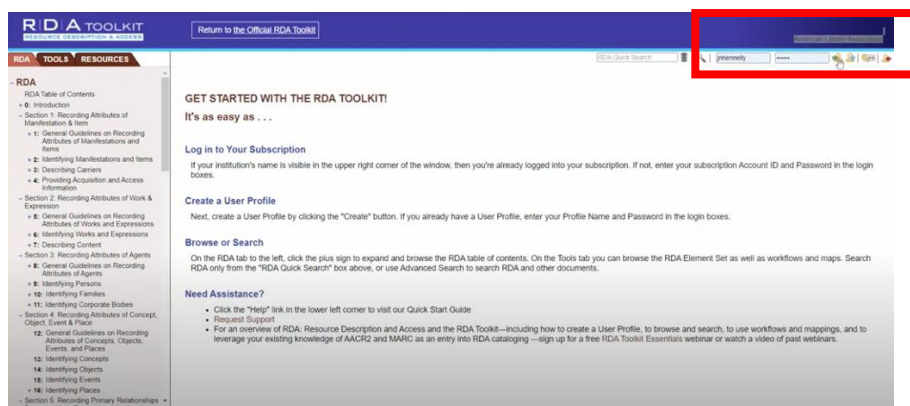 RDA TOOLKIT
RESOURCE DESCRIPTION & ACCESS
Return to the Official RDA Toolkit
American Library Association
RDA TOOLS RESOURCES
RDA Quick Search
jnhennelly
- RDA
RDA Table of Contents
+ 0: Introduction
- Section 1: Recording Attributes of
Manifestation & Item
+ 1: General Guidelines on Recording
Attributes of Manifestations and
Items
+ 2: Identifying Manifestations and Items
+ 3: Describing Carriers
+ 4: Providing Acquisition and Access
Information
- Section 2: Recording Attributes of Work &
Expression
+ 5: General Guidelines on Recording
Attributes of Works and Expressions
+ 6: Identifying Works and Expressions
+ 7: Describing Content
- Section 3: Recording Attributes of Agents
+ 8: General Guidelines on Recording
Attributes of Agents
+ 9: Identifying Persons
+ 10: Identifying Families
+ 11: Identifying Corporate Bodies
- Section 4: Recording Attributes of Concept,
Object, Event & Place
12: General Guidelines on Recording
Attributes of Concepts, Objects,
Events, and Places
13: Identifying Concepts
14: Identifying Objects
15: Identifying Events
+ 16: Identifying Places
- Section 5: Recording Primary Relationships
GET STARTED WITH THE RDA TOOLKIT!
It's as easy as . . .
Log in to Your Subscription
If your institution's name is visible in the upper right corner of the window, then you're already logged into your subscription. If not, enter your subscription Account ID and Password in the login
boxes.
Create a User Profile
Next, create a User Profile by clicking the "Create" button. If you already have a User Profile, enter your Profile Name and Password in the login boxes.
Browse or Search
On the RDA tab to the left, click the plus sign to expand and browse the RDA table of contents. On the Tools tab you can browse the RDA Element Set as well as workflows and maps. Search
RDA only from the "RDA Quick Search" box above, or use Advanced Search to search RDA and other documents.
Need Assistance?
• Click the "Help" link in the lower left corner to visit our Quick Start Guide
• Request Support
• For an overview of RDA: Resource Description and Access and the RDA Toolkit—including how to create a User Profile, to browse and search, to use workflows and mappings, and to
leverage your existing knowledge of AACR2 and MARC as an entry into RDA cataloging —sign up for a free RDA Toolkit Essentials webinar or watch a video of past webinars.